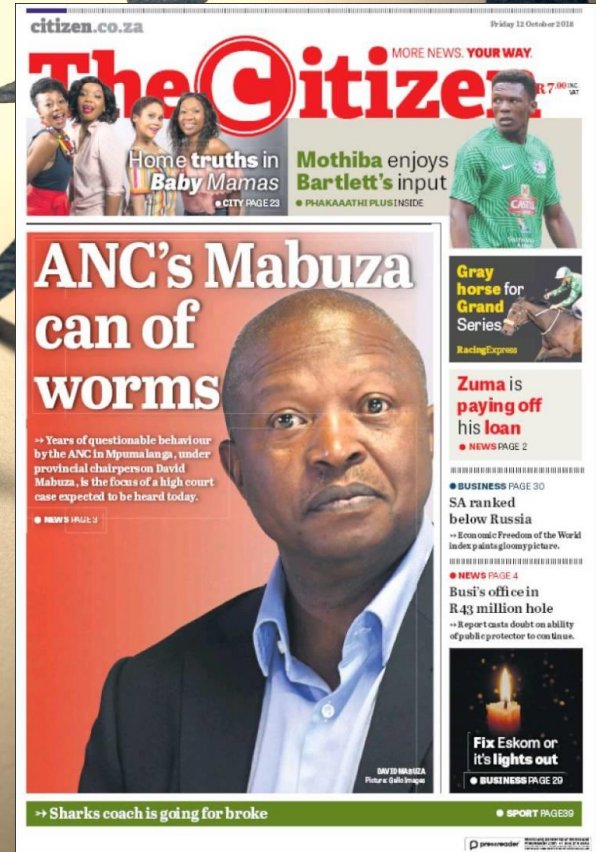 citizen.co.za
Friday 12 October 2018
The Citizen
MORE NEWS. YOUR WAY.
R7.00 INC. VAT
Home truths in
Baby Mamas
● CITY PAGE 23
Mothiba enjoys
Bartlett's input
● PHAKAAATHI PLUS INSIDE
CASTLE
ANC's Mabuza
can of
worms
↣ Years of questionable behaviour
by the ANC in Mpumalanga, under
provincial chairperson David
Mabuza, is the focus of a high court
case expected to be heard today.
● NEWS PAGE 3
DAVID MABUZA
Picture: Gallo Images
Gray
horse for
Grand
Series
RacingExpress
Zuma is
paying off
his loan
● NEWS PAGE 2
● BUSINESS PAGE 30
SA ranked
below Russia
↣ Economic Freedom of the World
index paints gloomy picture.
● NEWS PAGE 4
Busi's office in
R43 million hole
↣ Report casts doubt on ability
of public protector to continue.
Fix Eskom or
it's lights out
● BUSINESS PAGE 29
↣ Sharks coach is going for broke
● SPORT PAGE 39
pressreader